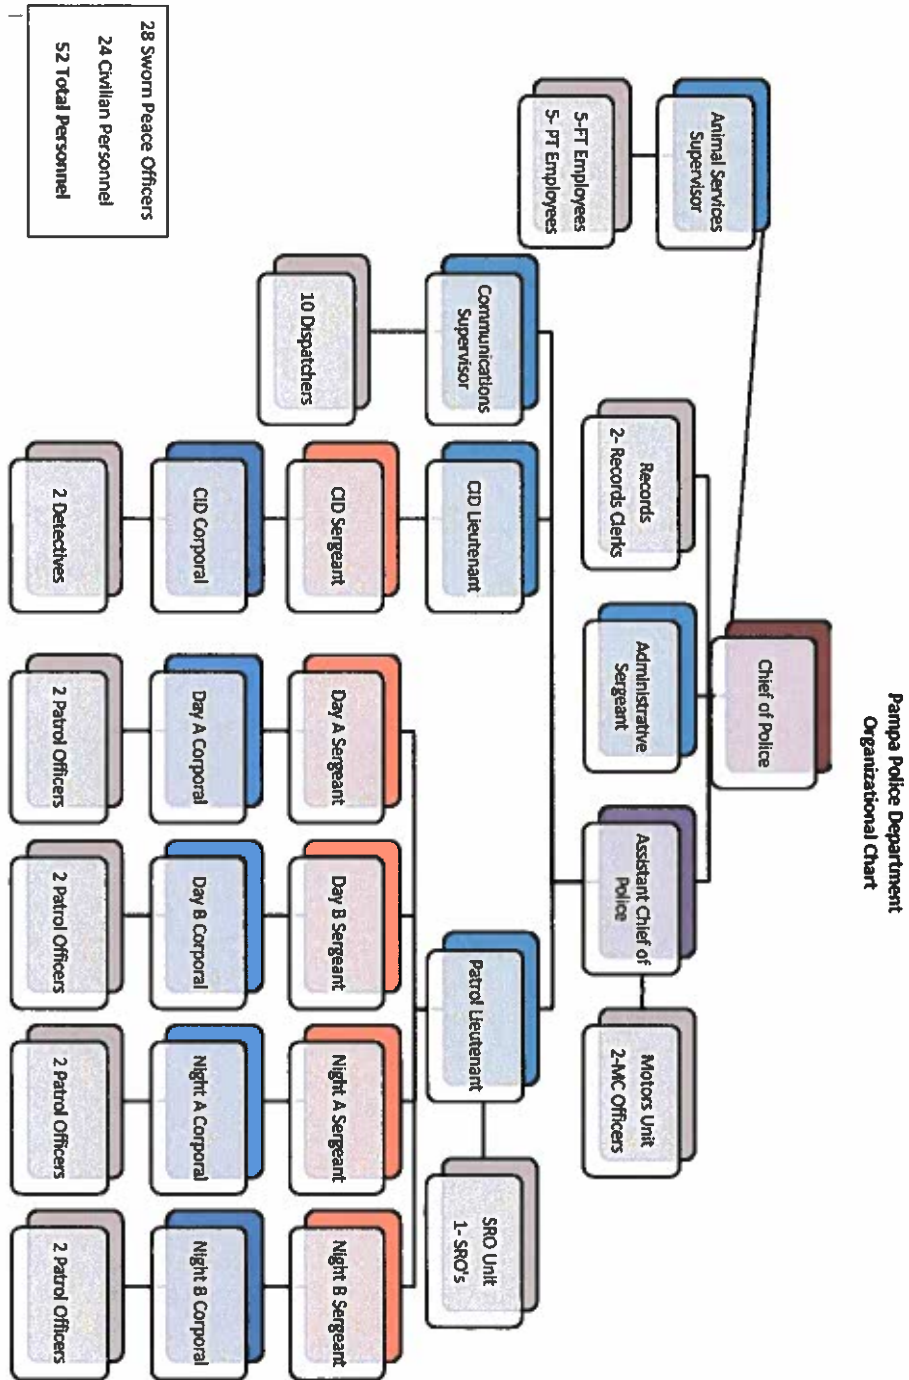 Pampa Police Department
Organizational Chart
Chief of Police
Animal Services
Supervisor
5-FT Employees
5- PT Employees
Records
2- Records Clerks
Administrative
Sergeant
Assistant Chief of
Police
Motors Unit
2-MC Officers
Communications
Supervisor
10 Dispatchers
CID Lieutenant
CID Sergeant
CID Corporal
2 Detectives
Patrol Lieutenant
SRO Unit
1- SRO's
Day A Sergeant
Day B Sergeant
Night A Sergeant
Night B Sergeant
Day A Corporal
Day B Corporal
Night A Corporal
Night B Corporal
2 Patrol Officers
2 Patrol Officers
2 Patrol Officers
2 Patrol Officers
28 Sworn Peace Officers
24 Civilian Personnel
52 Total Personnel